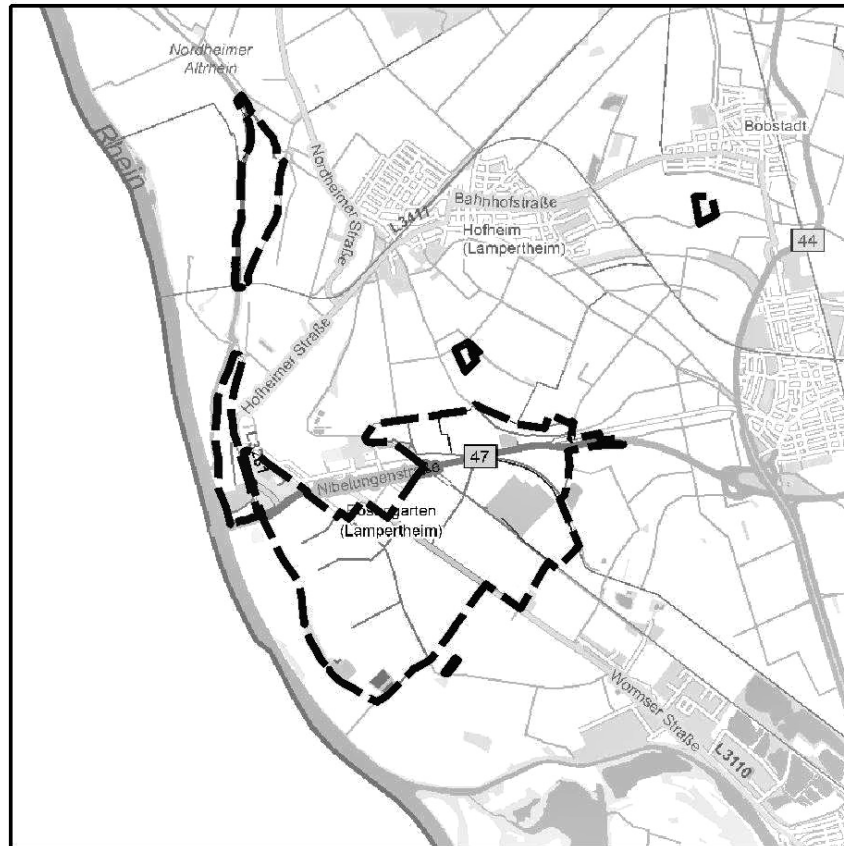 Nordheimer
Altrhein
Rhein
Nordheimer
Straße
Bobstadt
Bahnhofstraße
L3411
Hofheim
(Lampertheim)
44
Hofheimer Straße
47
Nibelungenstraße
(Lampertheim)
Wormser Straße
L3110